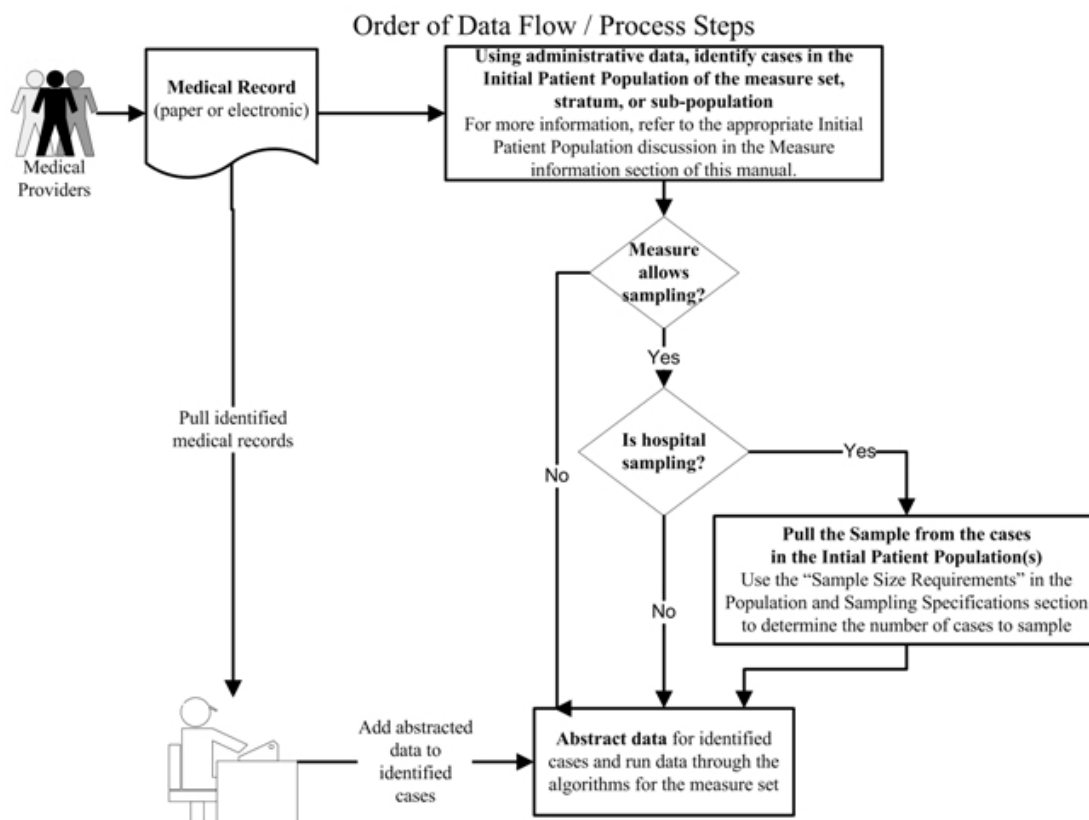 Order of Data Flow / Process Steps
Medical
Providers
Medical Record
(paper or electronic)
Using administrative data, identify cases in the
Initial Patient Population of the measure set,
stratum, or sub-population
For more information, refer to the appropriate Initial
Patient Population discussion in the Measure
information section of this manual.
Measure
allows
sampling?
Yes
No
Is hospital
sampling?
Yes
No
Pull the Sample from the cases
in the Intial Patient Population(s)
Use the “Sample Size Requirements” in the
Population and Sampling Specifications section
to determine the number of cases to sample
Pull identified
medical records
Add abstracted
data to
identified
cases
Abstract data for identified
cases and run data through the
algorithms for the measure set